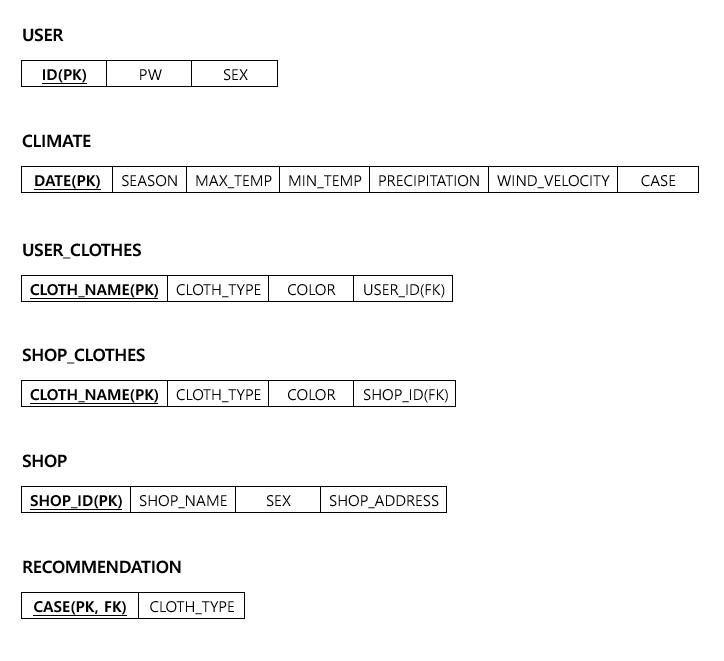 USER
ID(PK) PW SEX
CLIMATE
DATE(PK) SEASON MAX_TEMP MIN_TEMP PRECIPITATION WIND_VELOCITY CASE
USER_CLOTHES
CLOTH_NAME(PK) CLOTH_TYPE COLOR USER_ID(FK)
SHOP_CLOTHES
CLOTH_NAME(PK) CLOTH_TYPE COLOR SHOP_ID(FK)
SHOP
SHOP_ID(PK) SHOP_NAME SEX SHOP_ADDRESS
RECOMMENDATION
CASE(PK, FK) CLOTH_TYPE